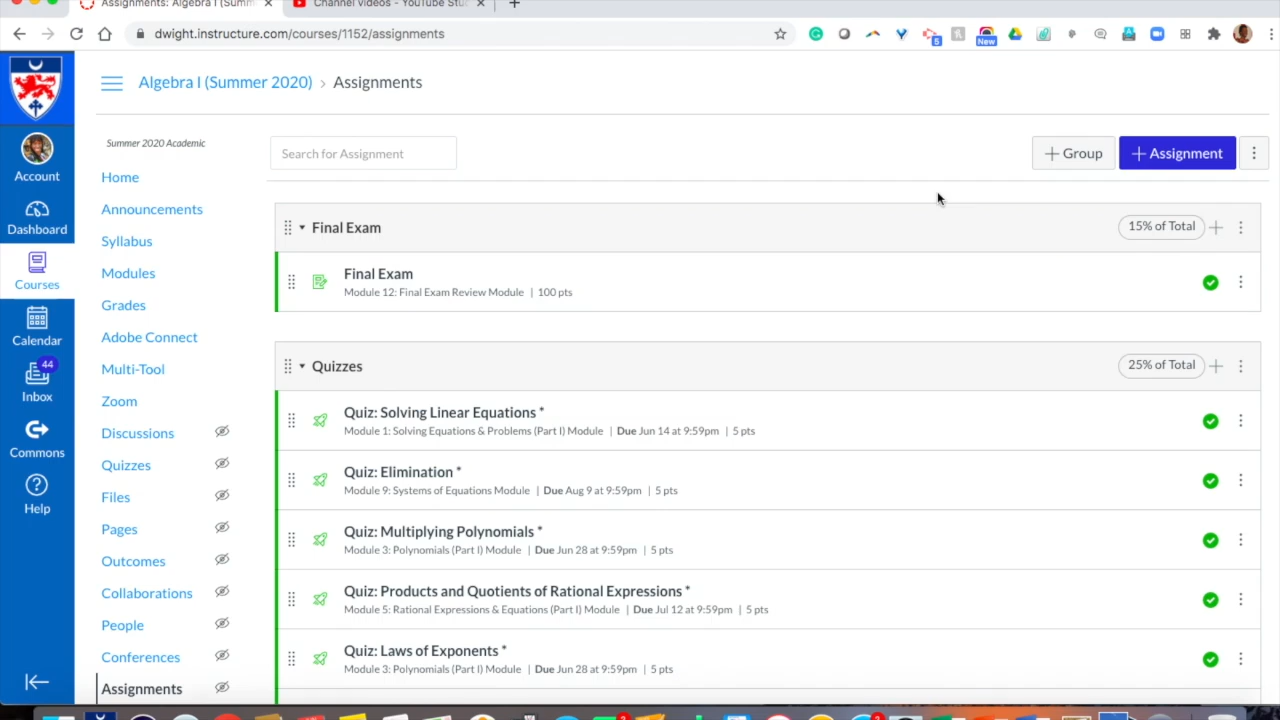 Assignments: Algebra I (Summ
Channel videos - YouTube Stud
dwight.instructure.com/courses/1152/assignments
5
New
Algebra I (Summer 2020) › Assignments
Account
Dashboard
Courses
Calendar
44
Inbox
Commons
Help
Summer 2020 Academic
Home
Announcements
Syllabus
Modules
Grades
Adobe Connect
Multi-Tool
Zoom
Discussions
Quizzes
Files
Pages
Outcomes
Collaborations
People
Conferences
Assignments
Search for Assignment
+ Group
+ Assignment
Final Exam
15% of Total
Final Exam
Module 12: Final Exam Review Module | 100 pts
Quizzes
25% of Total
Quiz: Solving Linear Equations *
Module 1: Solving Equations & Problems (Part I) Module | Due Jun 14 at 9:59pm | 5 pts
Quiz: Elimination *
Module 9: Systems of Equations Module | Due Aug 9 at 9:59pm | 5 pts
Quiz: Multiplying Polynomials *
Module 3: Polynomials (Part I) Module | Due Jun 28 at 9:59pm | 5 pts
Quiz: Products and Quotients of Rational Expressions *
Module 5: Rational Expressions & Equations (Part I) Module | Due Jul 12 at 9:59pm | 5 pts
Quiz: Laws of Exponents *
Module 3: Polynomials (Part I) Module | Due Jun 28 at 9:59pm | 5 pts